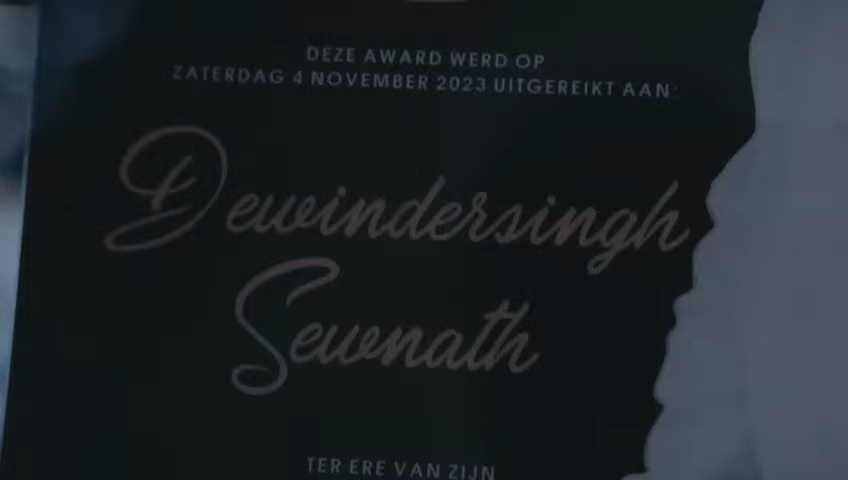 DEZE AWARD WERD OP
ZATERDAG 4 NOVEMBER 2023 UITGEREIKT AAN:
Dewindersingh
Sewnath
TER ERE VAN ZIJN